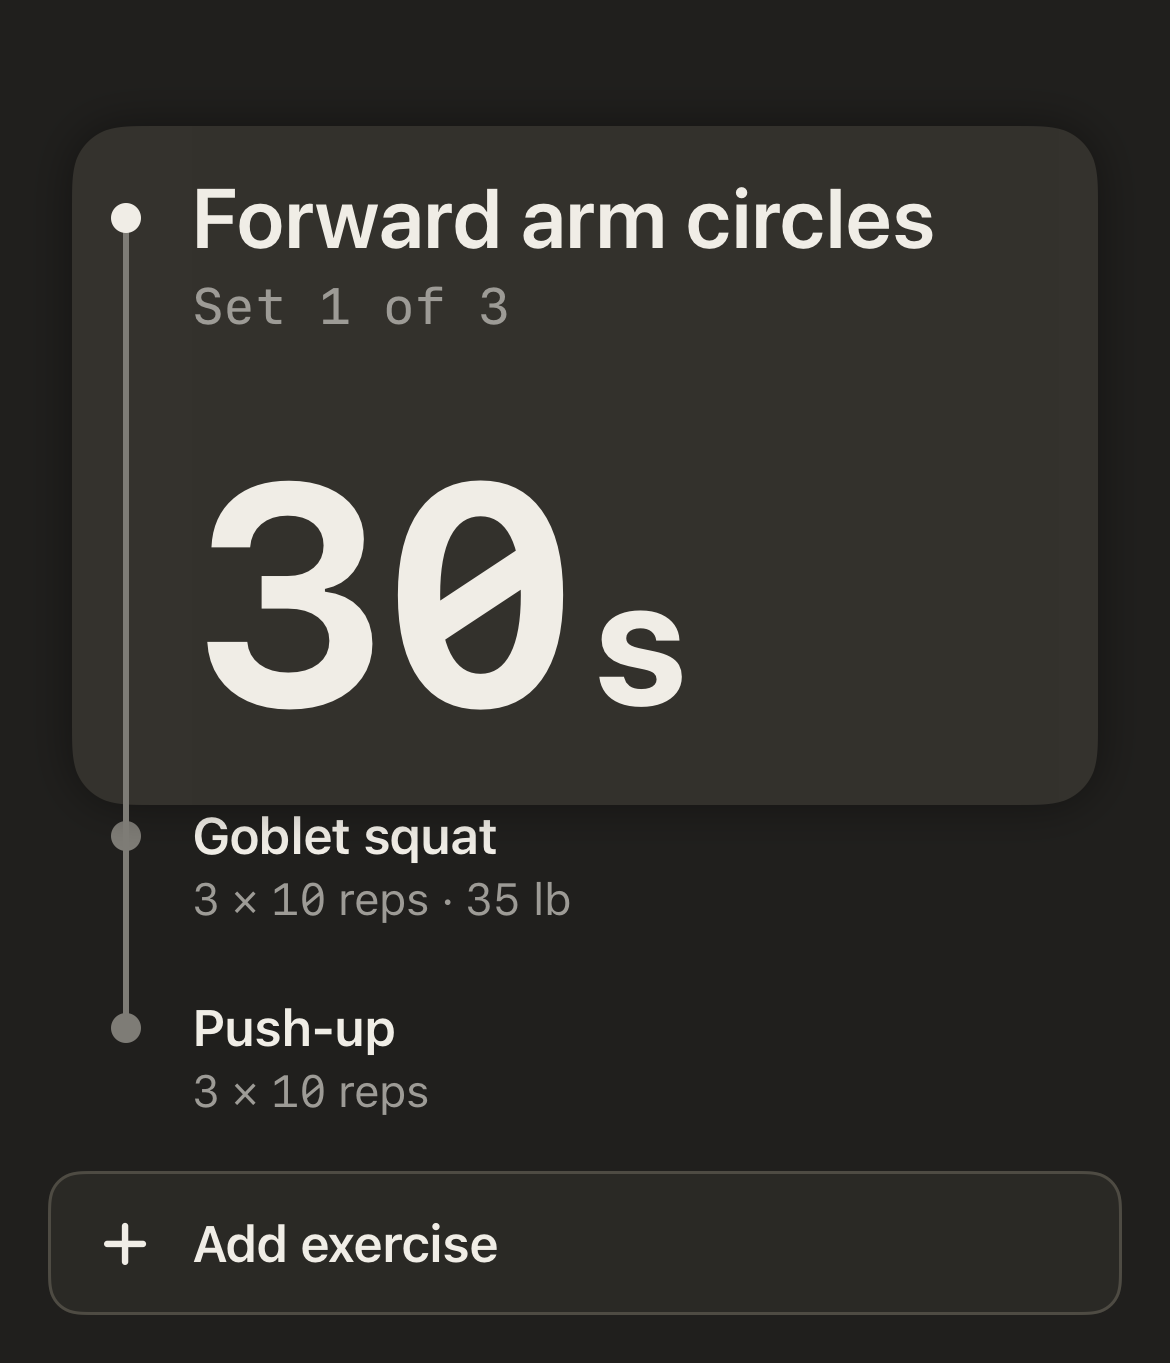 Forward arm circles
Set 1 of 3
30s
Goblet squat
3 × 10 reps · 35 lb
Push-up
3 × 10 reps
Add exercise